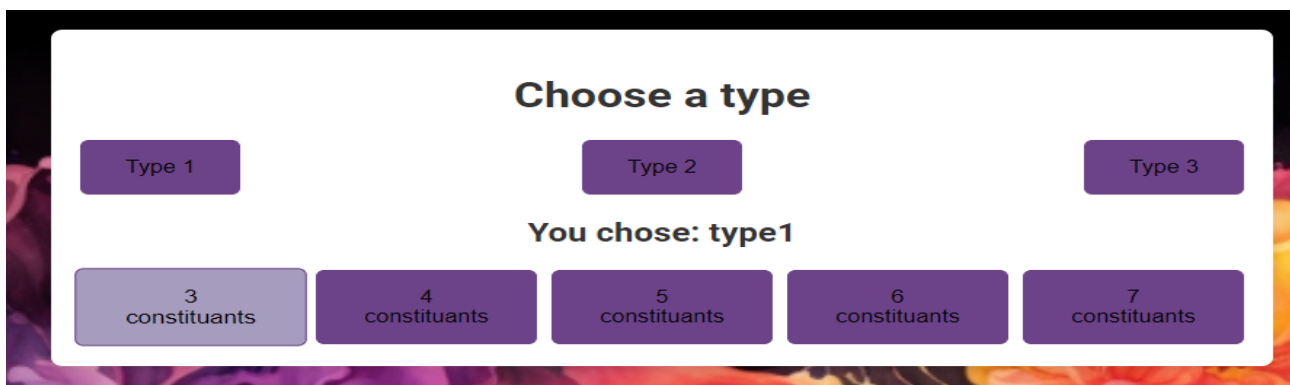 Choose a type
Type 1
Type 2
Type 3
You chose: type1
3
constituants
4
constituants
5
constituants
6
constituants
7
constituants